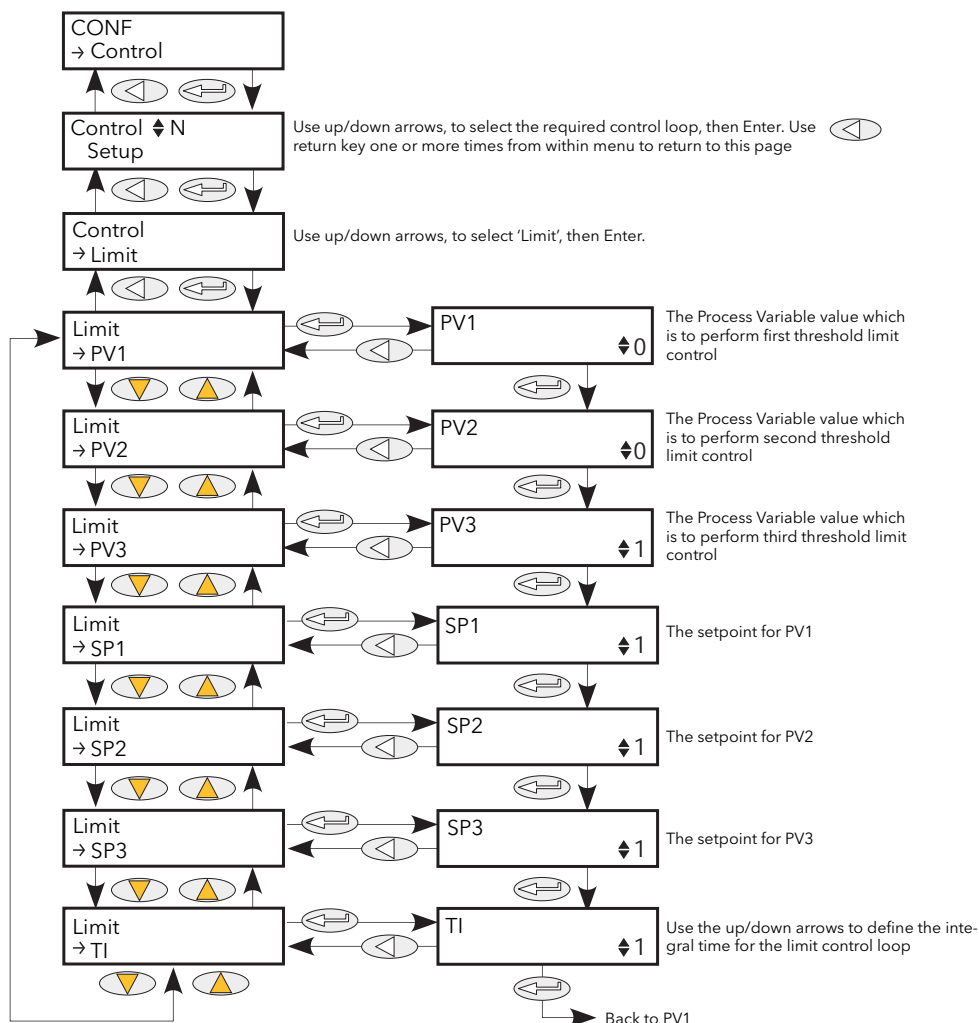 CONF
→ Control
Control ♦ N
Setup
Use up/down arrows, to select the required control loop, then Enter. Use
return key one or more times from within menu to return to this page
Control
→ Limit
Use up/down arrows, to select ‘Limit’, then Enter.
Limit
→ PV1
PV1
♦0
The Process Variable value which
is to perform first threshold limit
control
Limit
→ PV2
PV2
♦0
The Process Variable value which
is to perform second threshold
limit control
Limit
→ PV3
PV3
♦1
The Process Variable value which
is to perform third threshold limit
control
Limit
→ SP1
SP1
♦1
The setpoint for PV1
Limit
→ SP2
SP2
♦1
The setpoint for PV2
Limit
→ SP3
SP3
♦1
The setpoint for PV3
Limit
→ TI
TI
♦1
Use the up/down arrows to define the inte-
gral time for the limit control loop
Back to PV1